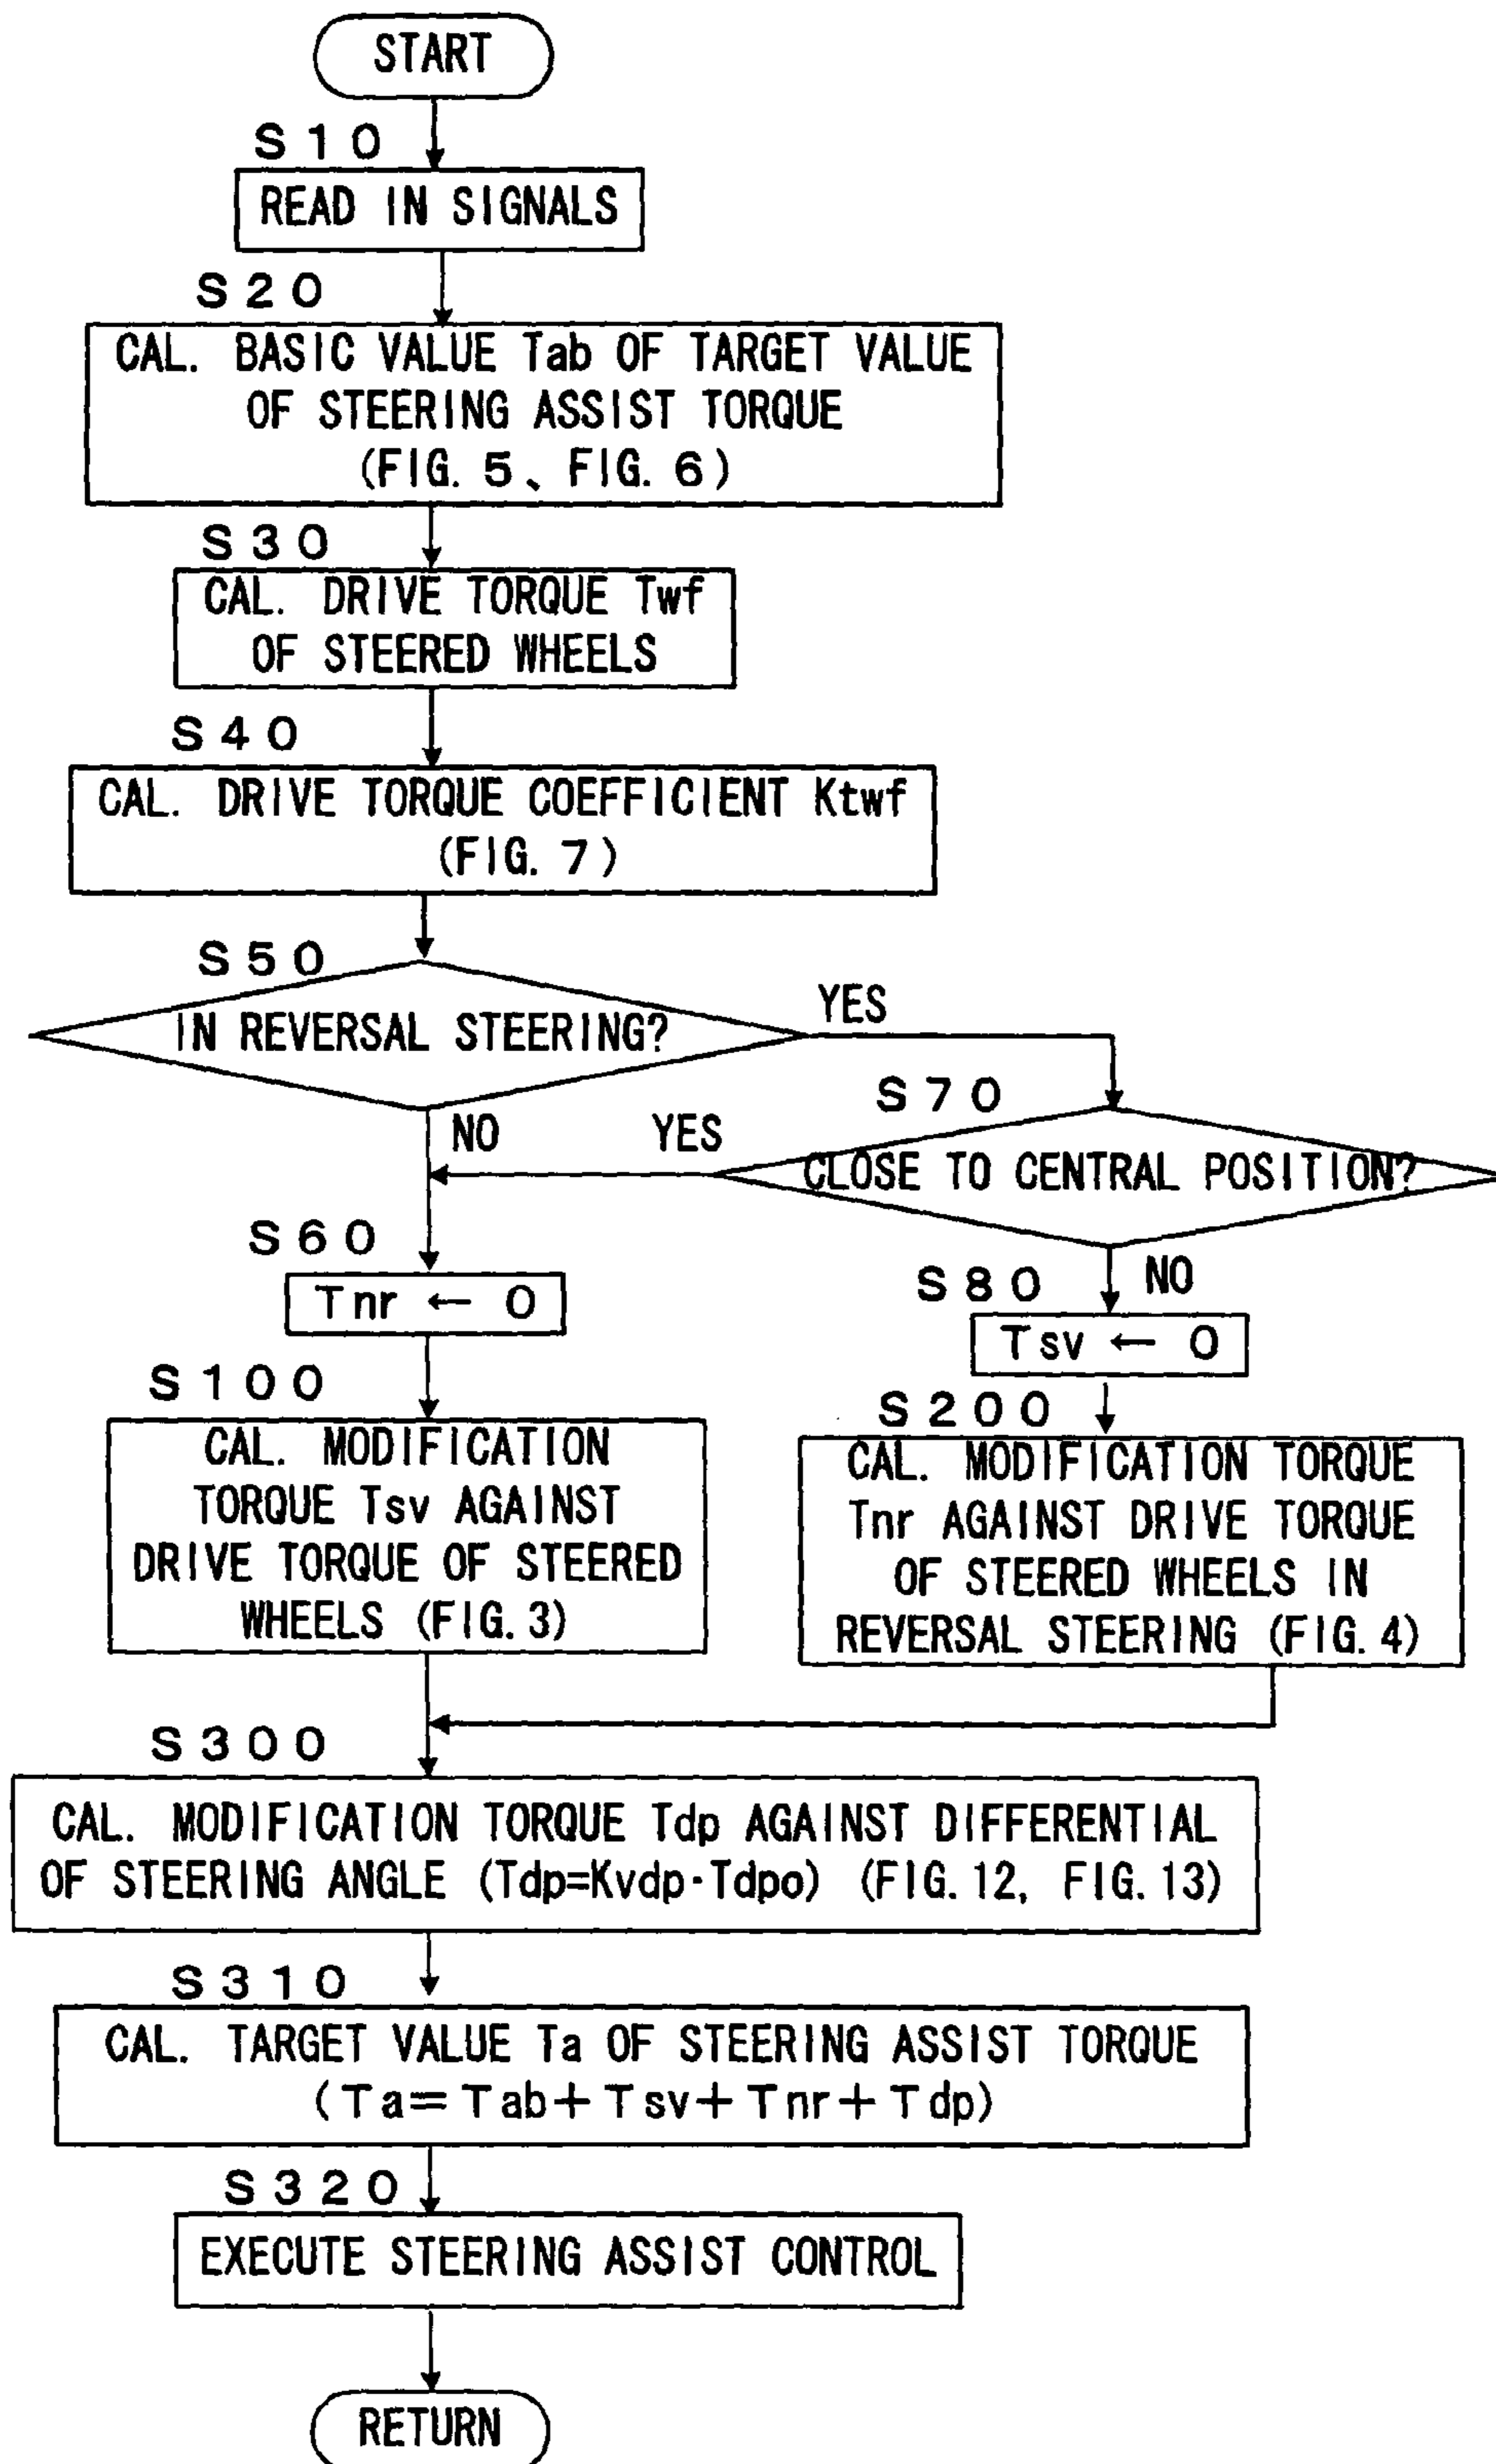 START
S10
READ IN SIGNALS
S20
CAL. BASIC VALUE Tab OF TARGET VALUE
OF STEERING ASSIST TORQUE
(FIG. 5、FIG. 6)
S30
CAL. DRIVE TORQUE Twf
OF STEERED WHEELS
S40
CAL. DRIVE TORQUE COEFFICIENT Ktwf
(FIG. 7)
S50
IN REVERSAL STEERING?
YES
NO
S70
CLOSE TO CENTRAL POSITION?
YES
NO
S60
Tnr ← 0
S80
Tsv ← 0
S100
CAL. MODIFICATION
TORQUE Tsv AGAINST
DRIVE TORQUE OF STEERED
WHEELS (FIG. 3)
S200
CAL. MODIFICATION TORQUE
Tnr AGAINST DRIVE TORQUE
OF STEERED WHEELS IN
REVERSAL STEERING (FIG. 4)
S300
CAL. MODIFICATION TORQUE Tdp AGAINST DIFFERENTIAL
OF STEERING ANGLE (Tdp=Kvdp·Tdpo) (FIG. 12, FIG. 13)
S310
CAL. TARGET VALUE Ta OF STEERING ASSIST TORQUE
(Ta=Tab+Tsv+Tnr+Tdp)
S320
EXECUTE STEERING ASSIST CONTROL
RETURN